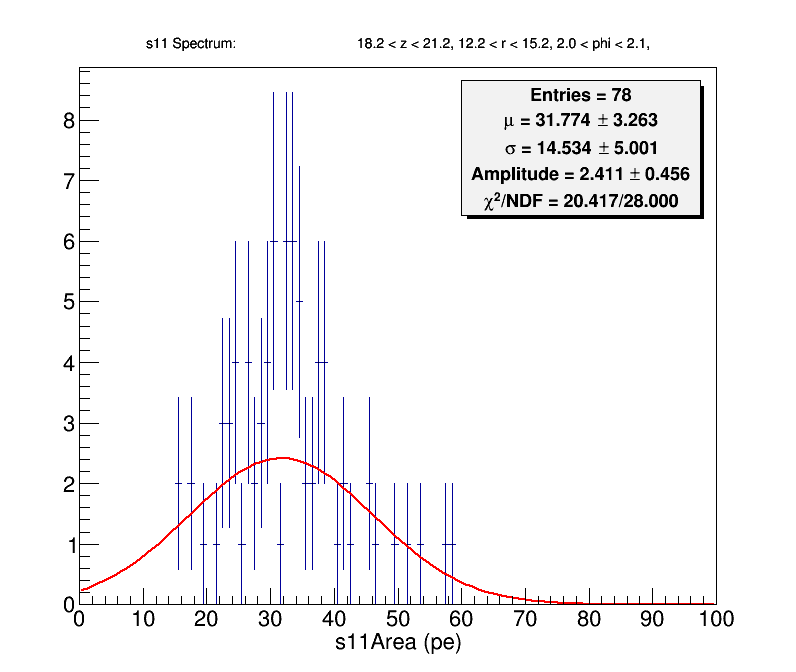 s11 Spectrum: 18.2 < z < 21.2, 12.2 < r < 15.2, 2.0 < phi < 2.1,
Entries = 78
μ = 31.774 ± 3.263
σ = 14.534 ± 5.001
Amplitude = 2.411 ± 0.456
χ²/NDF = 20.417/28.000
8
7
6
5
4
3
2
1
0
0 10 20 30 40 50 60 70 80 90 100
s11Area (pe)